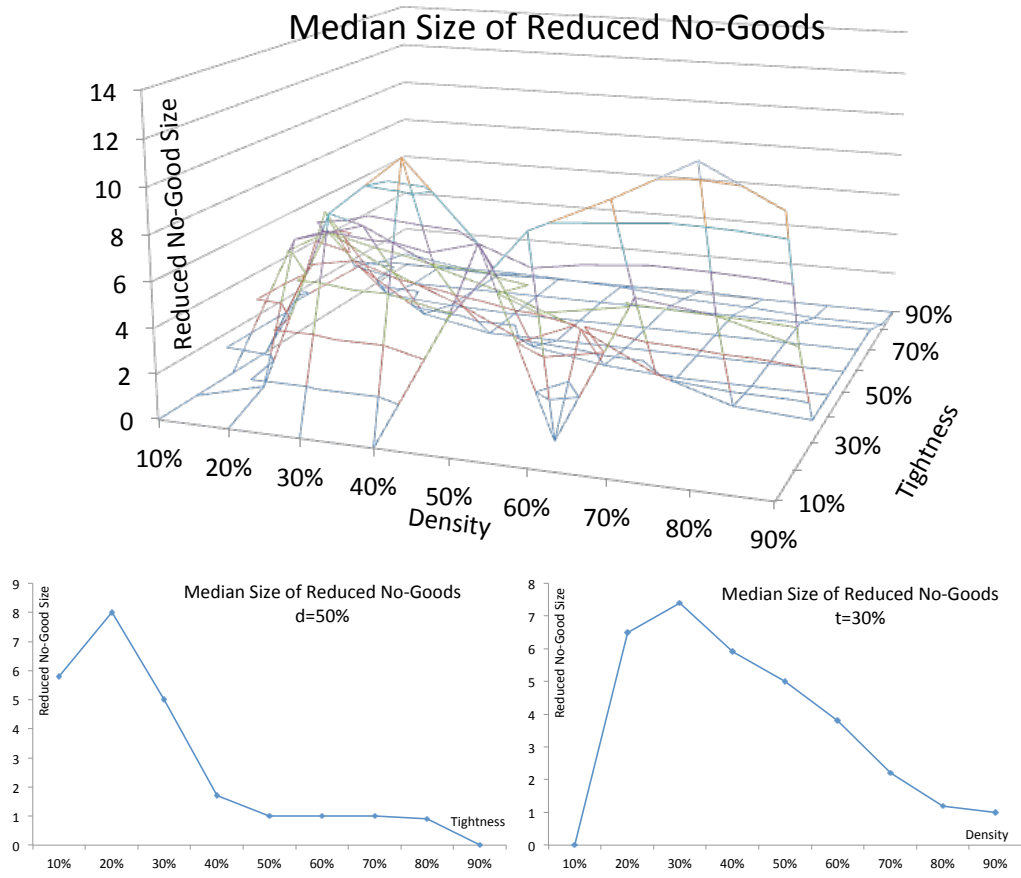 Median Size of Reduced No-Goods
Reduced No-Good Size
14
12
10
8
6
4
2
0
10%
20%
30%
40%
50%
60%
70%
80%
90%
Density
10%
30%
50%
70%
90%
Tightness
Median Size of Reduced No-Goods
d=50%
Reduced No-Good Size
9
8
7
6
5
4
3
2
1
0
Tightness
10% 20% 30% 40% 50% 60% 70% 80% 90%
Median Size of Reduced No-Goods
t=30%
Reduced No-Good Size
8
7
6
5
4
3
2
1
0
Density
10% 20% 30% 40% 50% 60% 70% 80% 90%